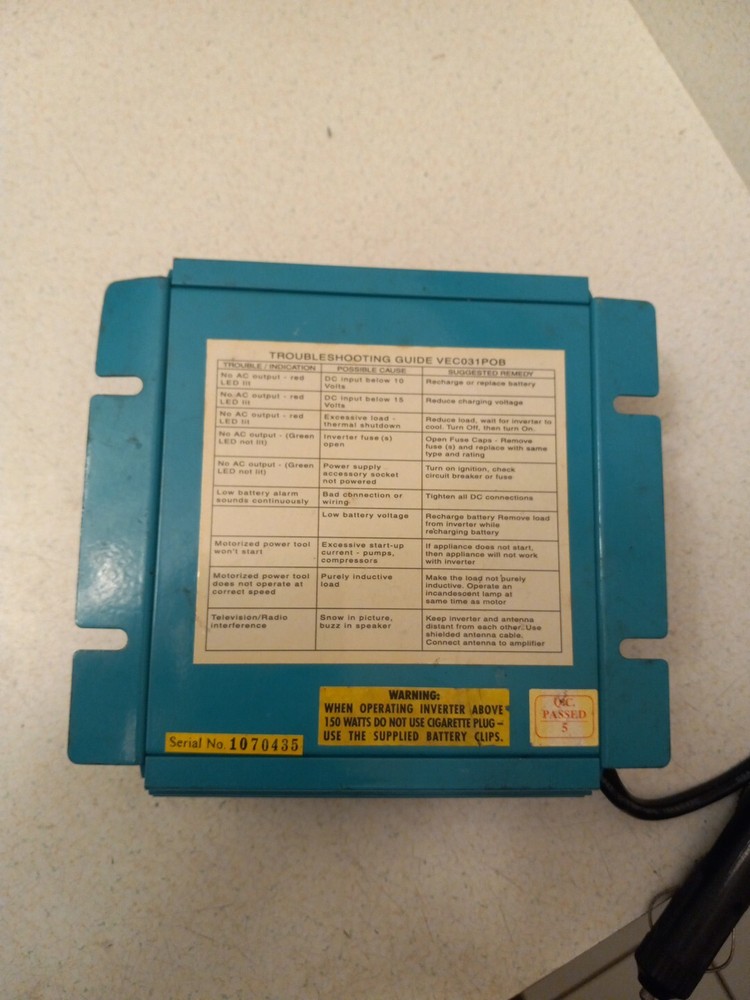 TROUBLESHOOTING GUIDE VEC031POB
TROUBLE / INDICATION POSSIBLE CAUSE SUGGESTED REMEDY
No AC output - red
LED lit
DC input below 10
Volts
Recharge or replace battery
No AC output - red
LED lit
DC input below 15
Volts
Reduce charging voltage
No AC output - red
LED lit
Excessive load -
thermal shutdown
Reduce load, wait for inverter to
cool. Turn Off, then turn On.
No AC output - (Green
LED not lit)
Inverter fuse (s)
open
Open Fuse Caps - Remove
fuse (s) and replace with same
type and rating
No AC output - (Green
LED not lit)
Power supply
accessory socket
not powered
Turn on ignition, check
circuit breaker or fuse
Low battery alarm
sounds continuously
Bad connection or
wiring
Tighten all DC connections
Low battery voltage
Recharge battery Remove load
from inverter while
recharging battery
Motorized power tool
won't start
Excessive start-up
current - pumps,
compressors
If appliance does not start,
then appliance will not work
with inverter
Motorized power tool
does not operate at
correct speed
Purely inductive
load
Make the load not purely
inductive. Operate an
incandescent lamp at
same time as motor
Television/Radio
interference
Snow in picture,
buzz in speaker
Keep inverter and antenna
distant from each other. Use
shielded antenna cable.
Connect antenna to amplifier
WARNING:
WHEN OPERATING INVERTER ABOVE
150 WATTS DO NOT USE CIGARETTE PLUG –
USE THE SUPPLIED BATTERY CLIPS.
Serial No. 1070435
Q.C.
PASSED
5